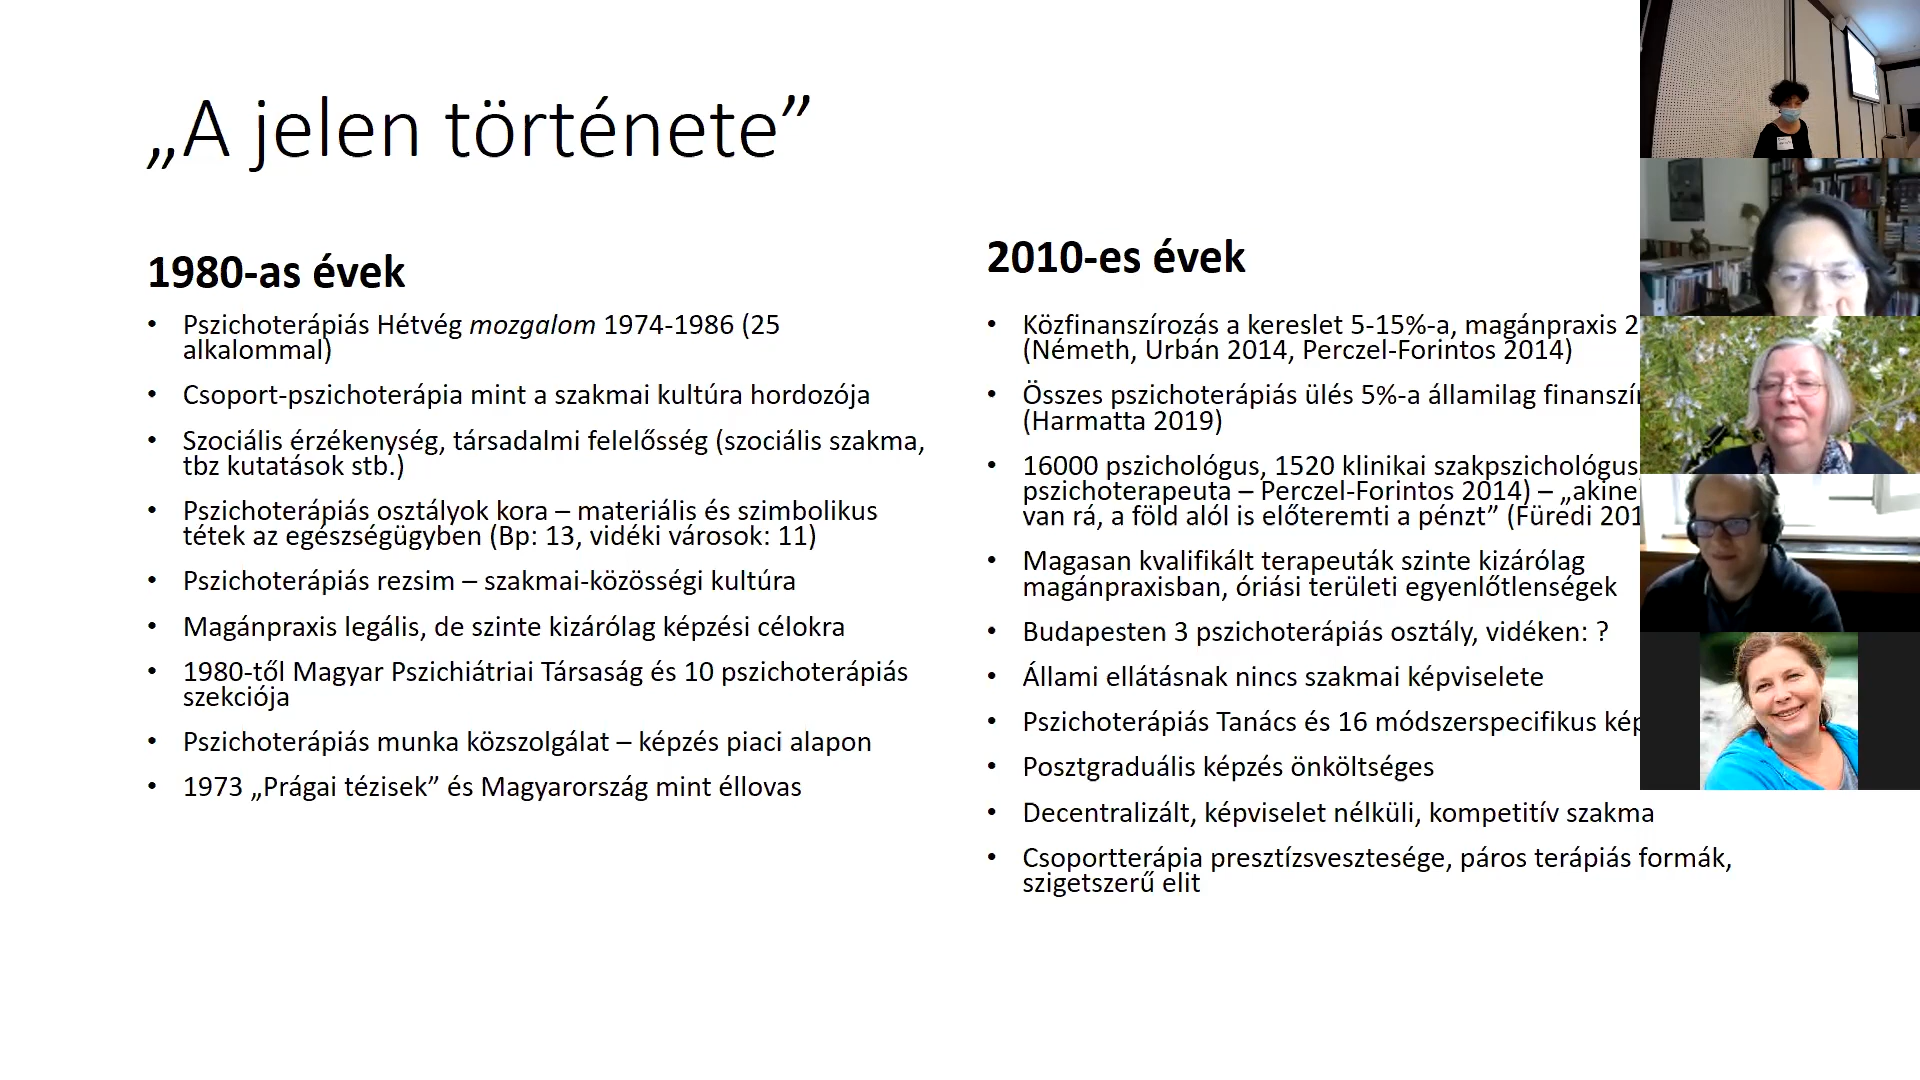 „A jelen története”
1980-as évek
• Pszichoterápiás Hétvég mozgalom 1974-1986 (25
alkalommal)
• Csoport-pszichoterápia mint a szakmai kultúra hordozója
• Szociális érzékenység, társadalmi felelősség (szociális szakma,
tbz kutatások stb.)
• Pszichoterápiás osztályok kora – materiális és szimbolikus
tétek az egészségügyben (Bp: 13, vidéki városok: 11)
• Pszichoterápiás rezsim – szakmai-közösségi kultúra
• Magánpraxis legális, de szinte kizárólag képzési célokra
• 1980-től Magyar Pszichiátriai Társaság és 10 pszichoterápiás
szekciója
• Pszichoterápiás munka közszolgálat – képzés piaci alapon
• 1973 „Prágai tézisek” és Magyarország mint éllovas
2010-es évek
• Közfinanszírozás a kereslet 5-15%-a, magánpraxis
(Németh, Urbán 2014, Perczel-Forintos 2014)
• Összes pszichoterápiás ülés 5%-a államilag
(Harmatta 2019)
• 16000 pszichológus, 1520 klinikai szakpszichológus
pszichoterapeuta – Perczel-Forintos 2014) –
van rá, a föld alól is előteremti a pénzt” (Füredi
• Magasan kvalifikált terapeuták szinte kizárólag
magánpraxisban, óriási területi egyenlőtlenségek
• Budapesten 3 pszichoterápiás osztály, vidéken: ?
• Állami ellátásnak nincs szakmai képviselete
• Pszichoterápiás Tanács és 16 módszerspecifikus
• Posztgraduális képzés önköltséges
• Decentralizált, képviselet nélküli, kompetitív szakma
• Csoportterápia presztízsvesztesége, páros terápiás formák,
szigetszerű elit